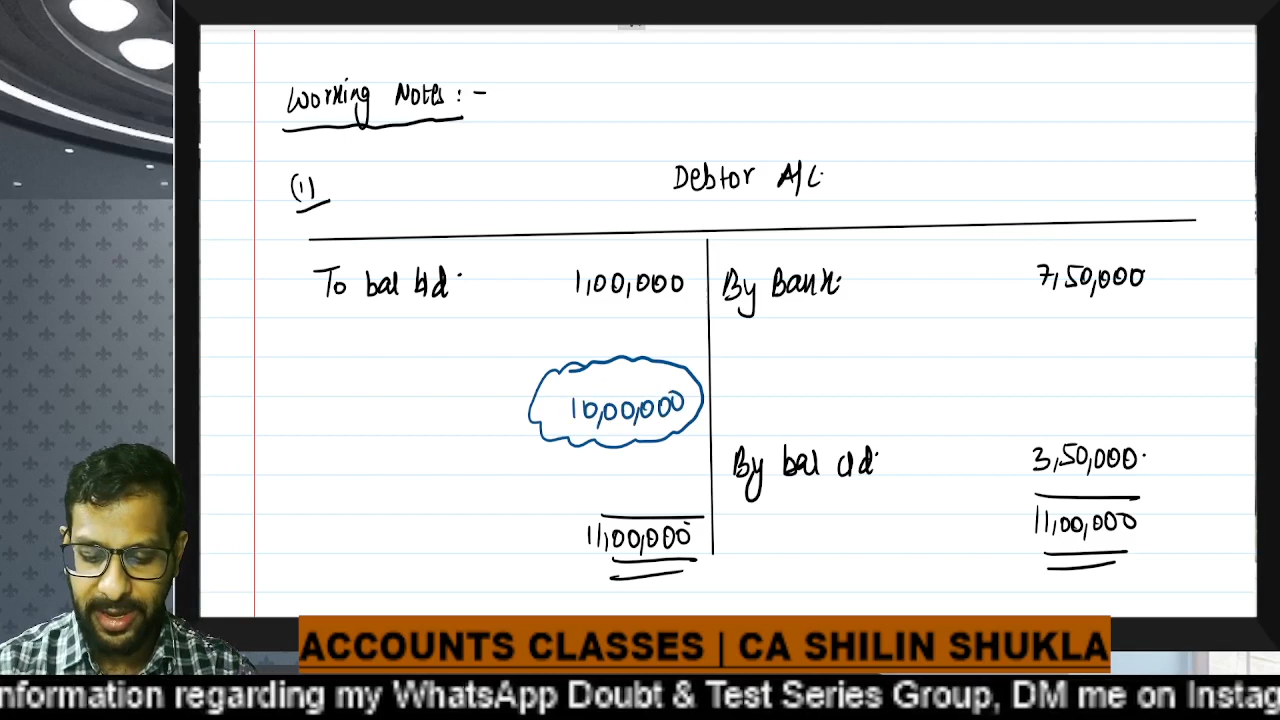 Working Notes : -
(1) Debtor A/c
To bal b/d 1,00,000 By Bank 7,50,000
10,00,000
By bal c/d 3,50,000
11,00,000 11,00,000
ACCOUNTS CLASSES | CA SHILIN SHUKLA
nformation regarding my WhatsApp Doubt & Test Series Group, DM me on Instag